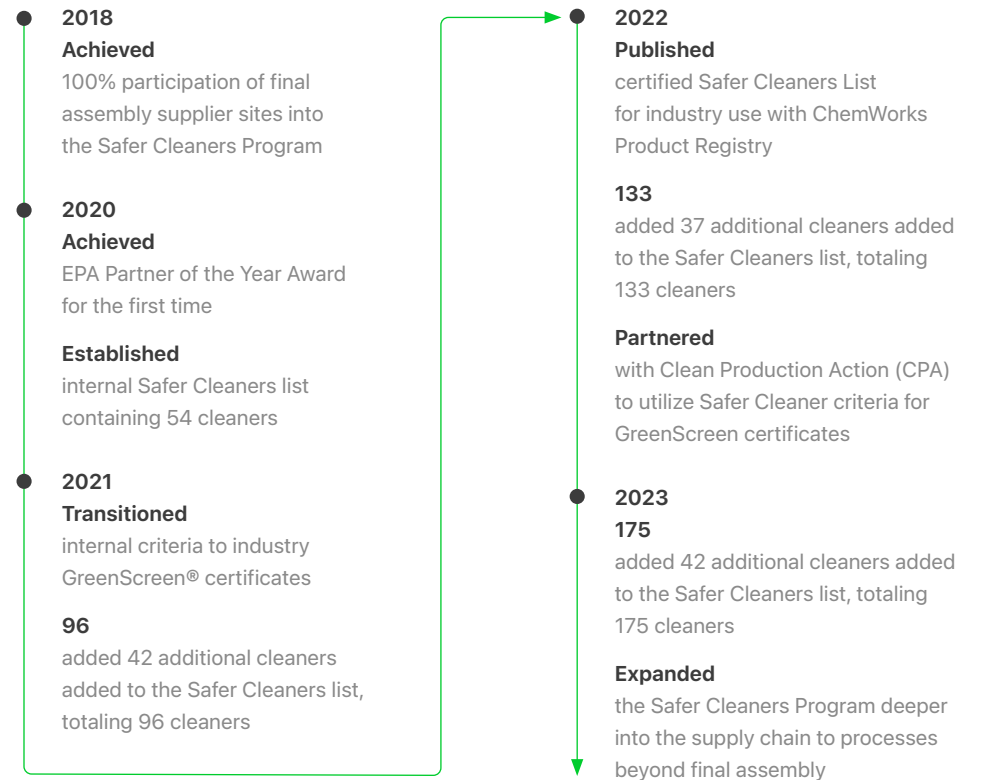 2018
Achieved
100% participation of final
assembly supplier sites into
the Safer Cleaners Program
2020
Achieved
EPA Partner of the Year Award
for the first time
Established
internal Safer Cleaners list
containing 54 cleaners
2021
Transitioned
internal criteria to industry
GreenScreen® certificates
96
added 42 additional cleaners
added to the Safer Cleaners list,
totaling 96 cleaners
2022
Published
certified Safer Cleaners List
for industry use with ChemWorks
Product Registry
133
added 37 additional cleaners added
to the Safer Cleaners list, totaling
133 cleaners
Partnered
with Clean Production Action (CPA)
to utilize Safer Cleaner criteria for
GreenScreen certificates
2023
175
added 42 additional cleaners added
to the Safer Cleaners list, totaling
175 cleaners
Expanded
the Safer Cleaners Program deeper
into the supply chain to processes
beyond final assembly